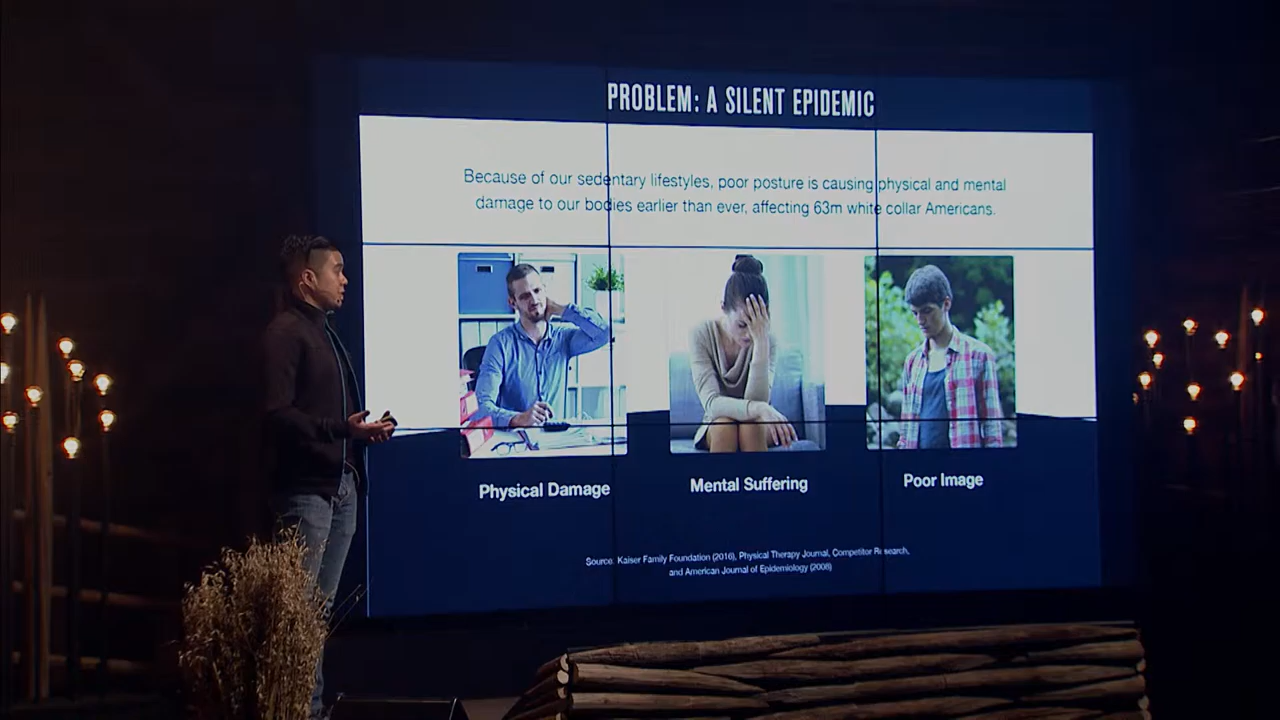 PROBLEM: A SILENT EPIDEMIC
Because of our sedentary lifestyles, poor posture is causing physical and mental
damage to our bodies earlier than ever, affecting 63m white collar Americans.
Physical Damage
Mental Suffering
Poor Image
Source: Kaiser Family Foundation (2016), Physical Therapy Journal, Competitor Research,
and American Journal of Epidemiology (2008)